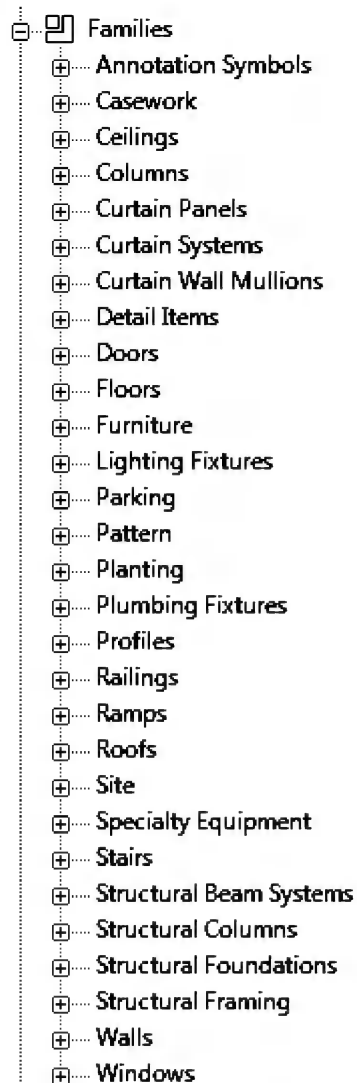 Families
Annotation Symbols
Casework
Ceilings
Columns
Curtain Panels
Curtain Systems
Curtain Wall Mullions
Detail Items
Doors
Floors
Furniture
Lighting Fixtures
Parking
Pattern
Planting
Plumbing Fixtures
Profiles
Railings
Ramps
Roofs
Site
Specialty Equipment
Stairs
Structural Beam Systems
Structural Columns
Structural Foundations
Structural Framing
Walls
Windows